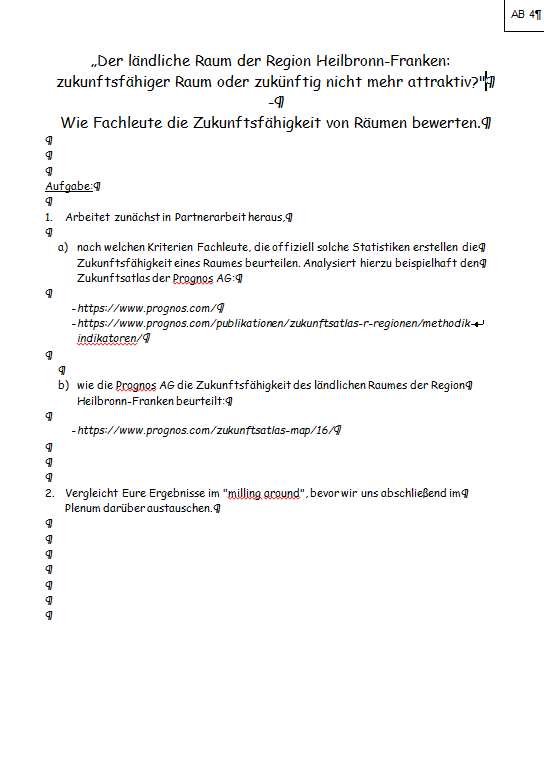 AB 4¶
„Der ländliche Raum der Region Heilbronn-Franken:
zukunftsfähiger Raum oder zukünftig nicht mehr attraktiv?"¶
-¶
Wie Fachleute die Zukunftsfähigkeit von Räumen bewerten.¶
¶
¶
¶
Aufgabe:¶
¶
1. Arbeitet zunächst in Partnerarbeit heraus,¶
¶
a) nach welchen Kriterien Fachleute, die offiziell solche Statistiken erstellen die¶
Zukunftsfähigkeit eines Raumes beurteilen. Analysiert hierzu beispielhaft den¶
Zukunftsatlas der Prognos AG:¶
¶
- https://www.prognos.com/¶
- https://www.prognos.com/publikationen/zukunftsatlas-r-regionen/methodik-↵
indikatoren/¶
¶
¶
b) wie die Prognos AG die Zukunftsfähigkeit des ländlichen Raumes der Region¶
Heilbronn-Franken beurteilt:¶
¶
- https://www.prognos.com/zukunftsatlas-map/16/¶
¶
¶
¶
2. Vergleicht Eure Ergebnisse im "milling around", bevor wir uns abschließend im¶
Plenum darüber austauschen.¶
¶
¶
¶
¶
¶
¶
¶